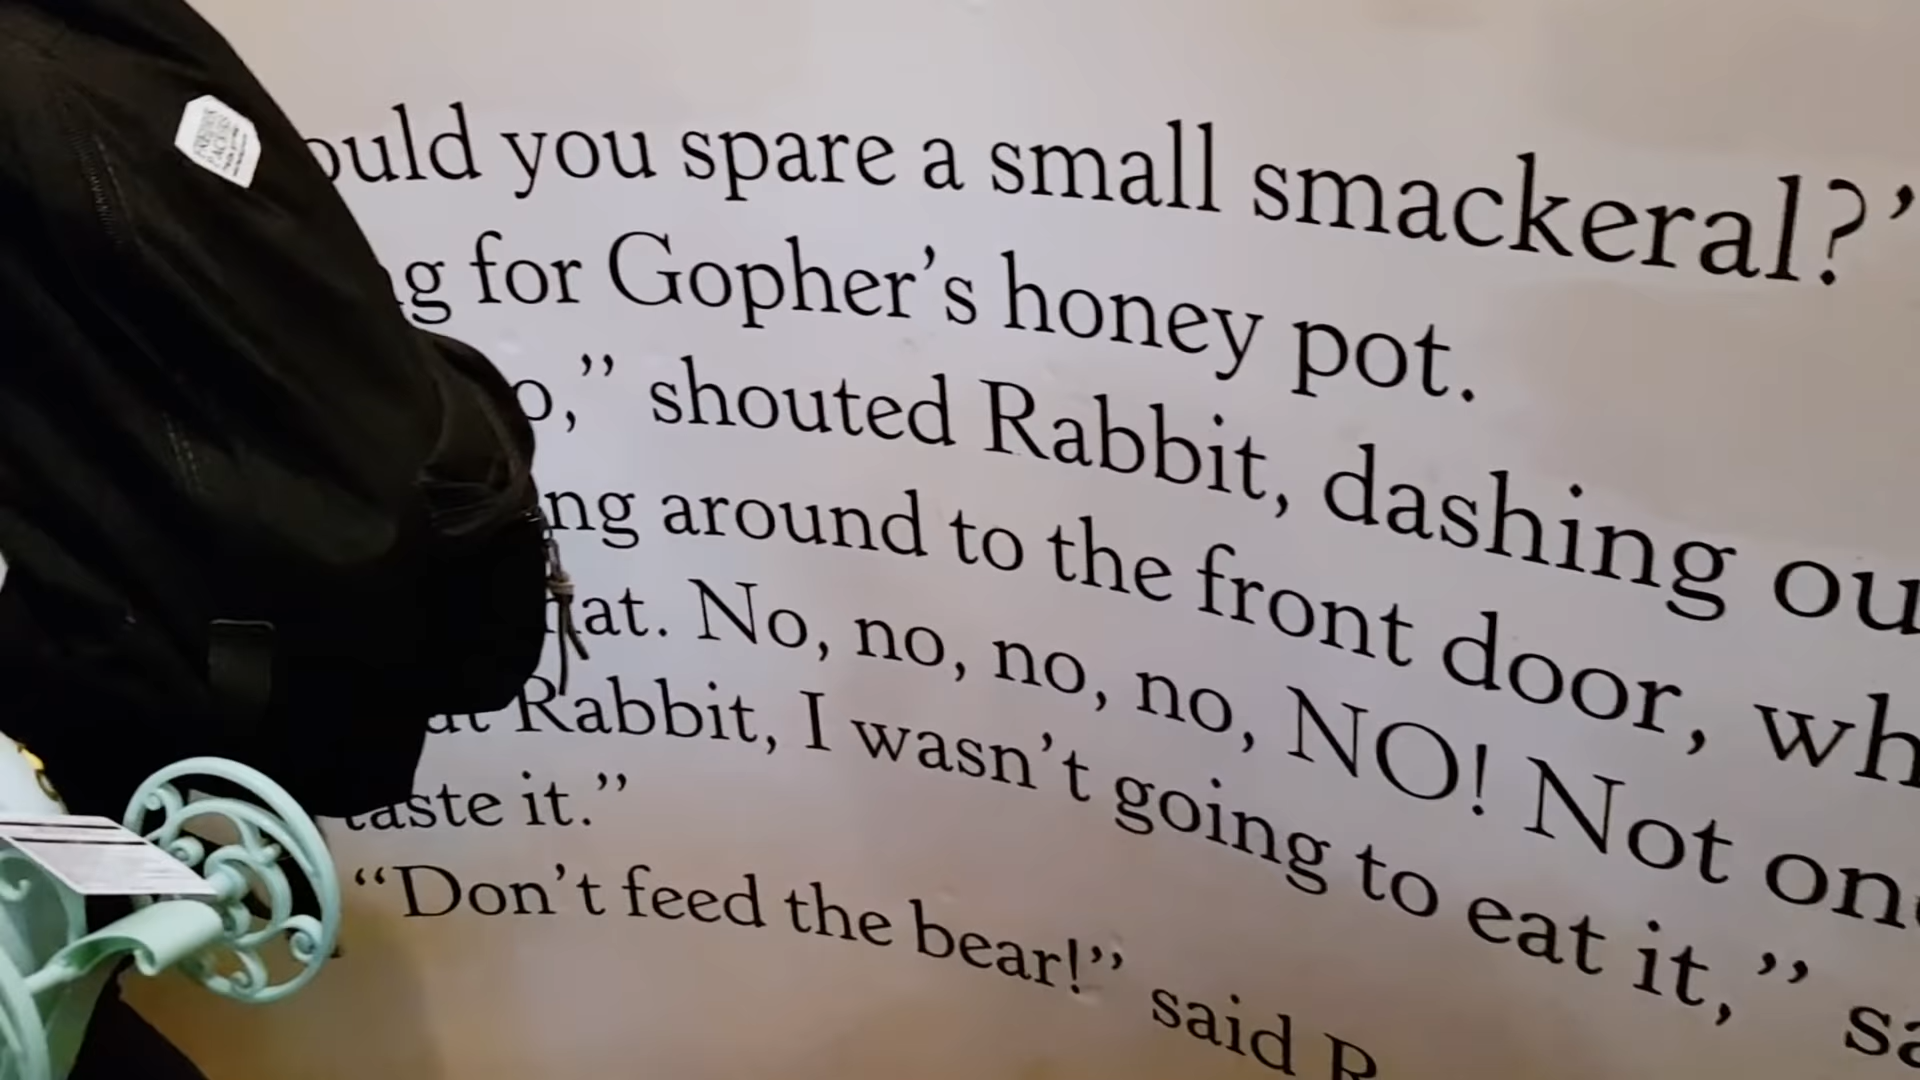 ould you spare a small smackeral?"
g for Gopher's honey pot.
o," shouted Rabbit, dashing ou
ng around to the front door, wh
at. No, no, no, no, NO! Not on
Rabbit, I wasn't going to eat it," sa
taste it."
"Don't feed the bear!" said R